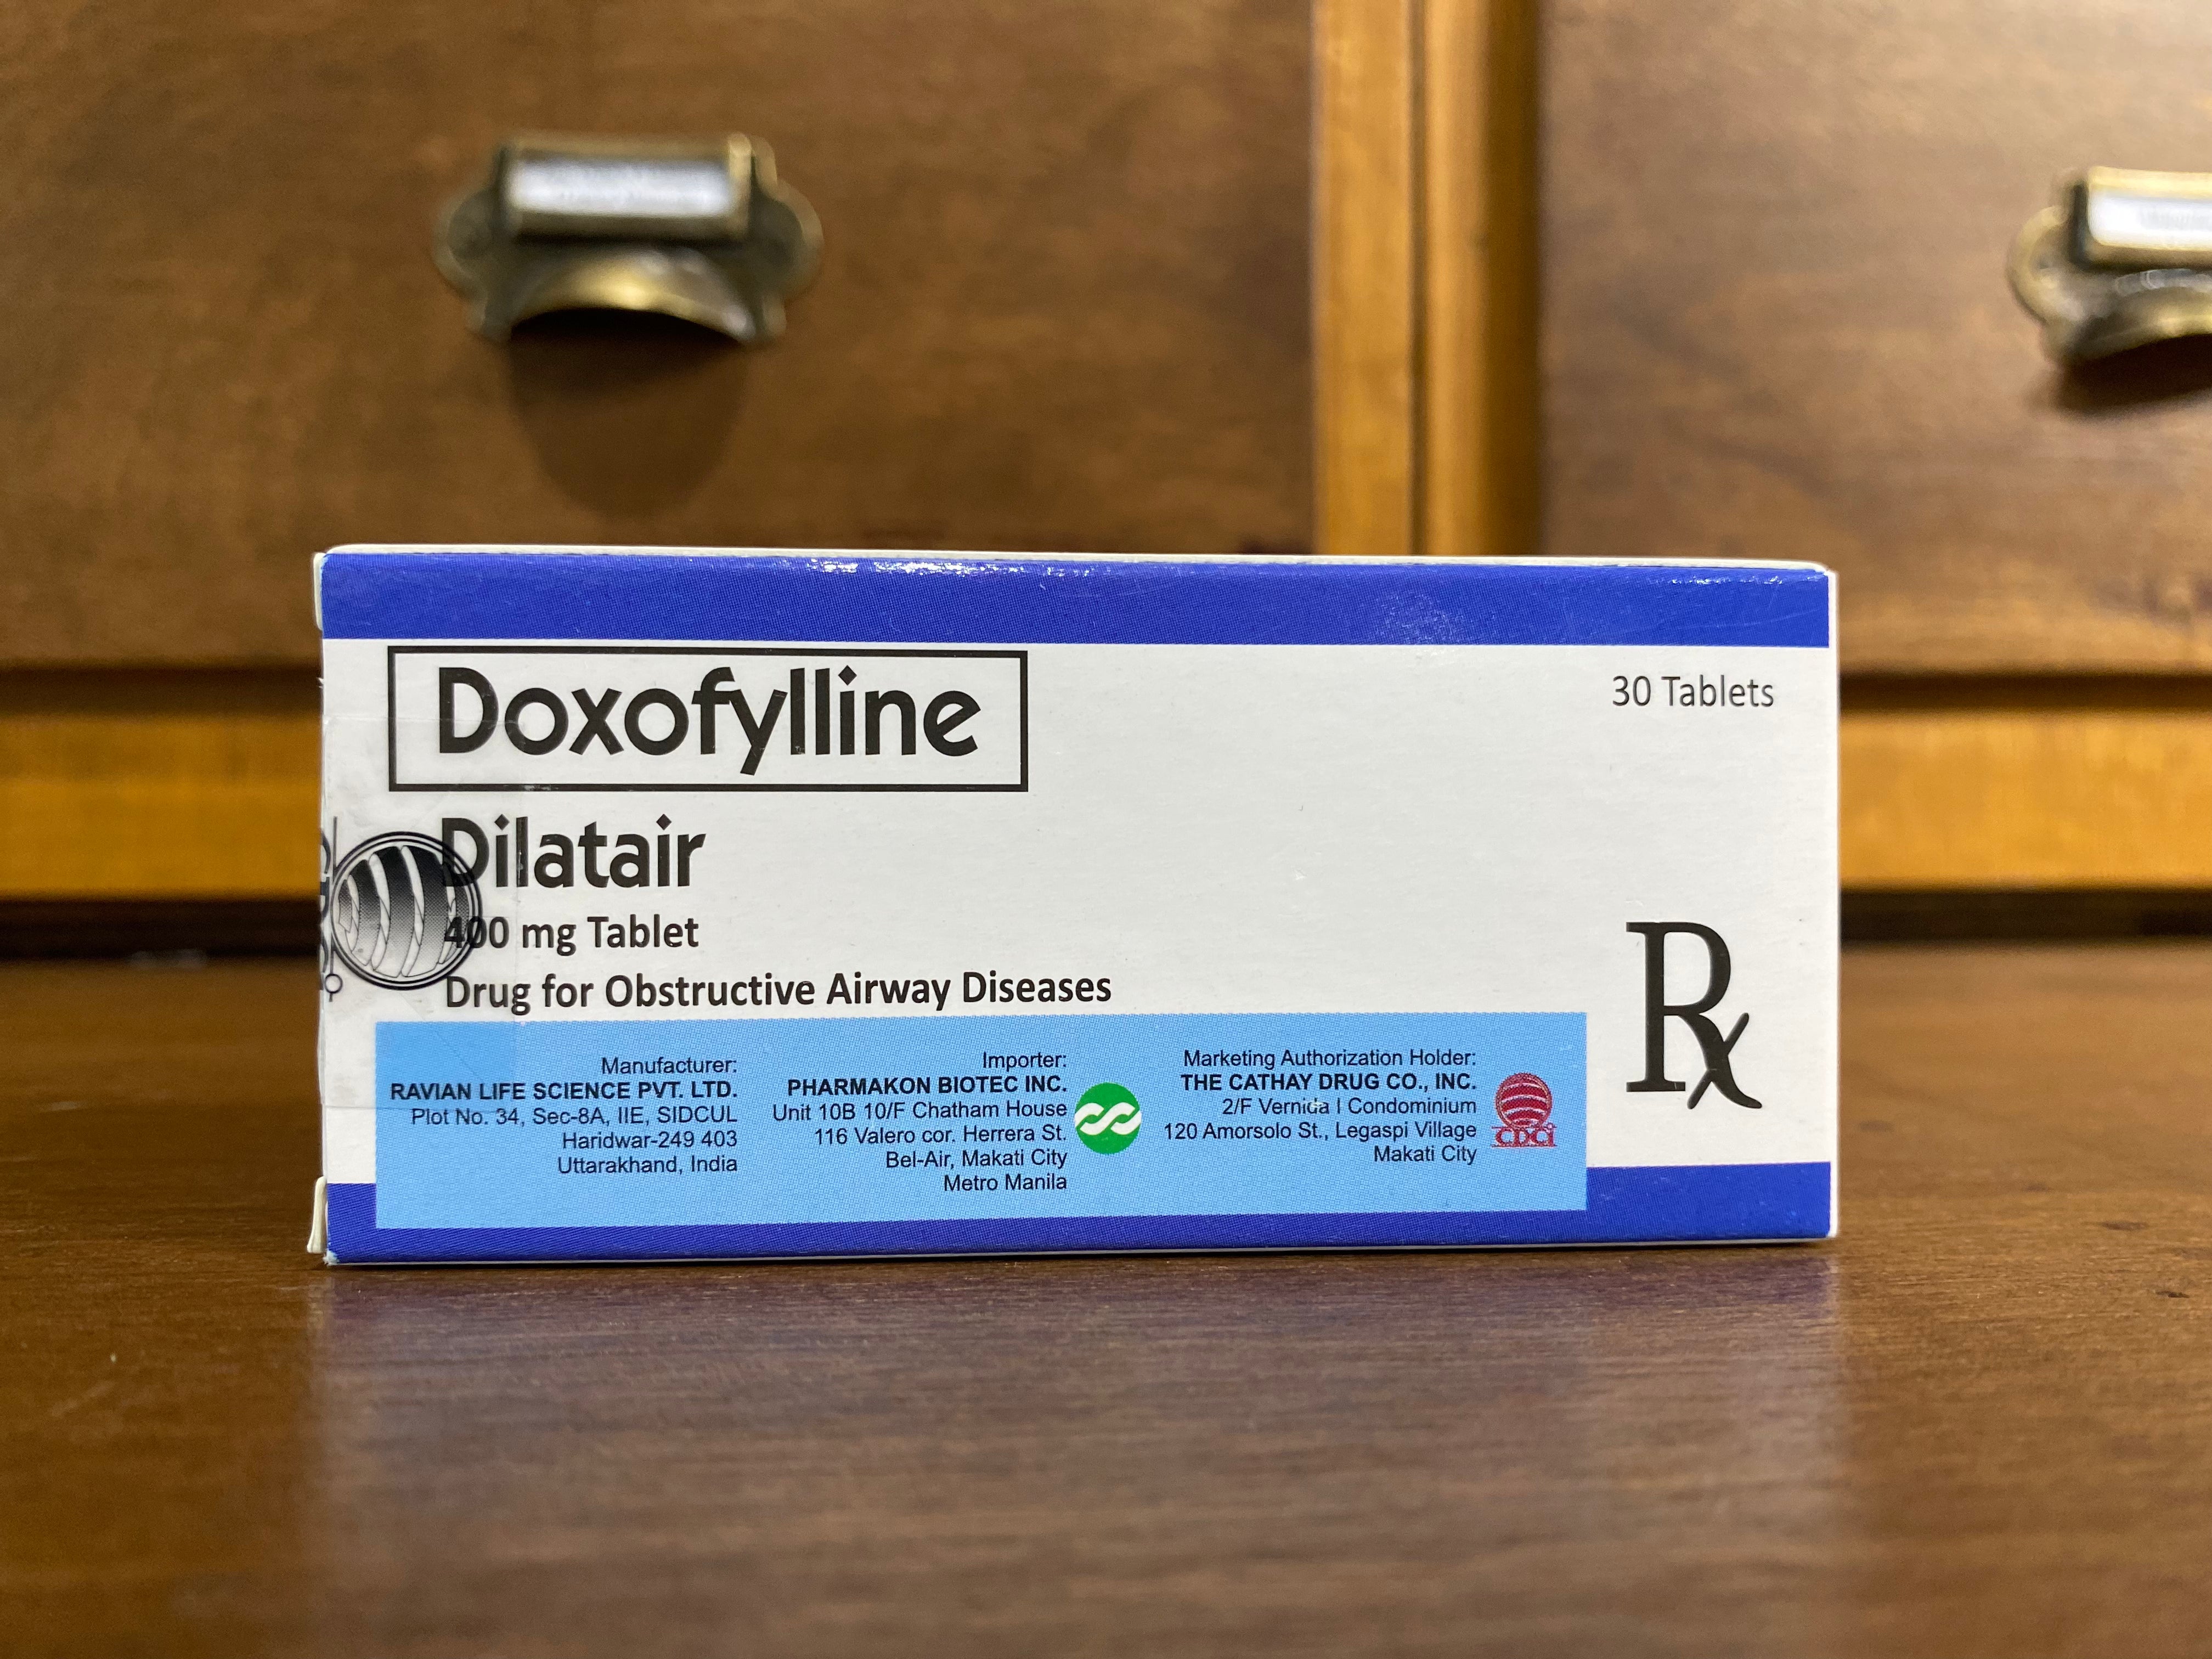 Doxofylline
30 Tablets
Dilatair
400 mg Tablet
Drug for Obstructive Airway Diseases
Rx
Manufacturer:
RAVIAN LIFE SCIENCE PVT. LTD.
Plot No. 34, Sec-8A, IIE, SIDCUL
Haridwar-249 403
Uttarakhand, India
Importer:
PHARMAKON BIOTEC INC.
Unit 10B 10/F Chatham House
116 Valero cor. Herrera St.
Bel-Air, Makati City
Metro Manila
Marketing Authorization Holder:
THE CATHAY DRUG CO., INC.
2/F Vernida I Condominium
120 Amorsolo St., Legaspi Village
Makati City
CDCi